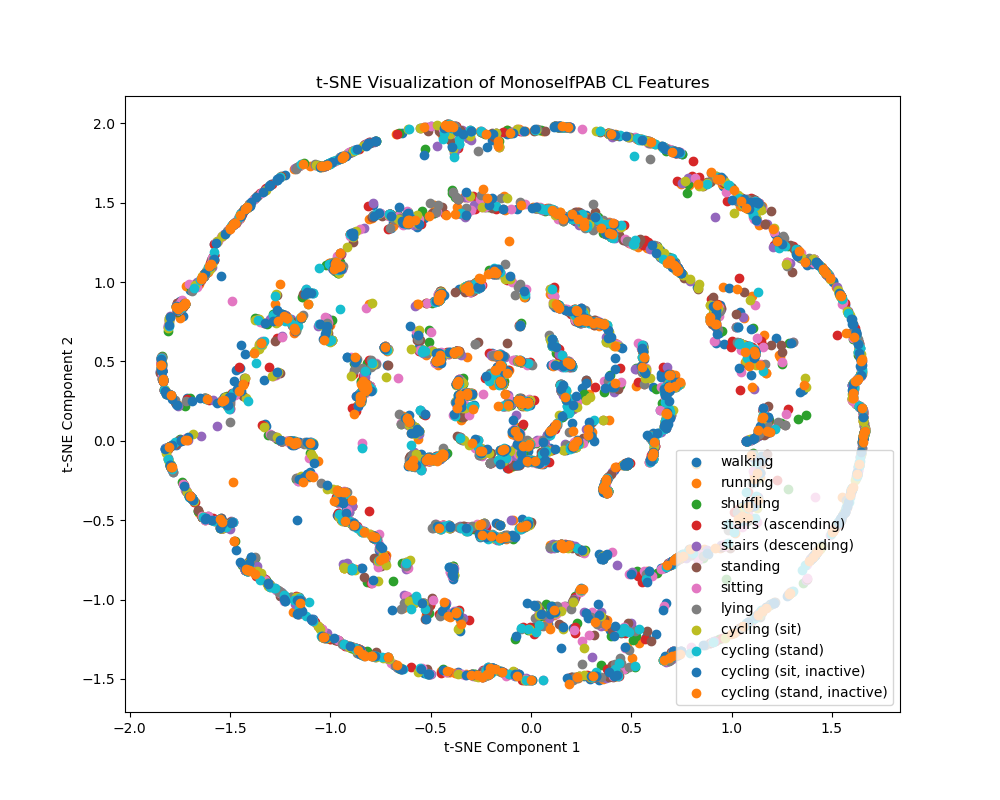 t-SNE Visualization of MonoselfPAB CL Features
2.0
1.5
1.0
0.5
0.0
−0.5
−1.0
−1.5
t-SNE Component 2
walking
running
shuffling
stairs (ascending)
stairs (descending)
standing
sitting
lying
cycling (sit)
cycling (stand)
cycling (sit, inactive)
cycling (stand, inactive)
−2.0 −1.5 −1.0 −0.5 0.0 0.5 1.0 1.5
t-SNE Component 1